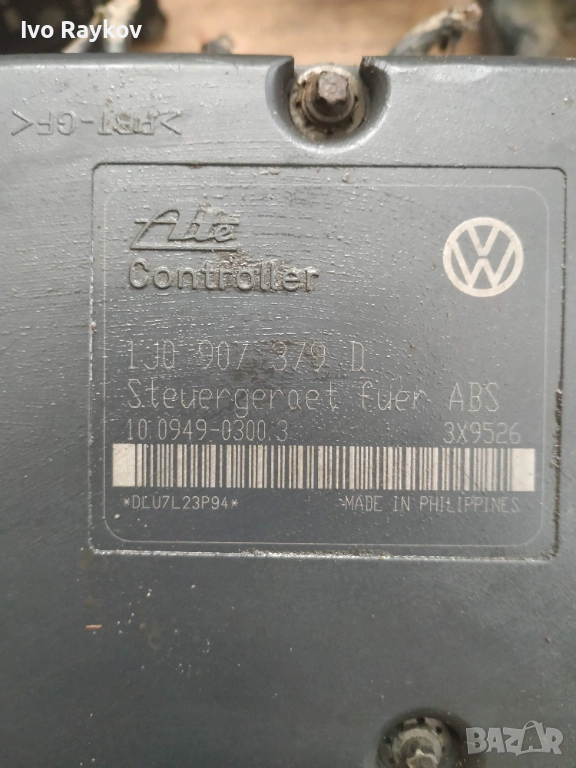 Ivo Raykov
>PBT-GF<
Ate
Controller
1J0 907 379 D
Steuergeraet fuer ABS
10.0949-0300.3 3X9526
*DLU7L23P94* MADE IN PHILIPPINES
BAZAR